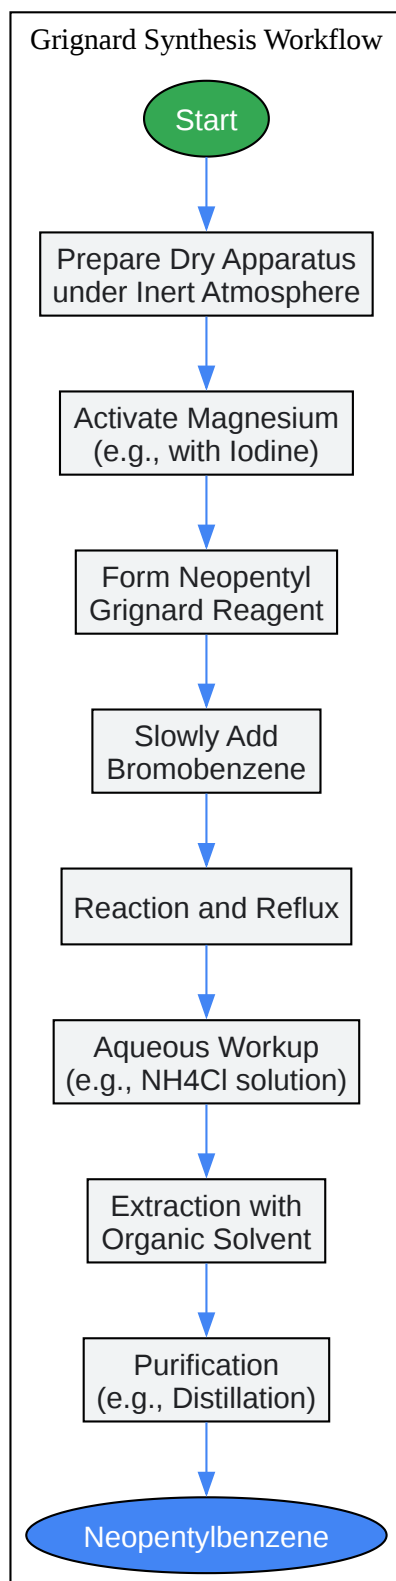 Grignard Synthesis Workflow
Start
Prepare Dry Apparatus
under Inert Atmosphere
Activate Magnesium
(e.g., with Iodine)
Form Neopentyl
Grignard Reagent
Slowly Add
Bromobenzene
Reaction and Reflux
Aqueous Workup
(e.g., NH4Cl solution)
Extraction with
Organic Solvent
Purification
(e.g., Distillation)
Neopentylbenzene